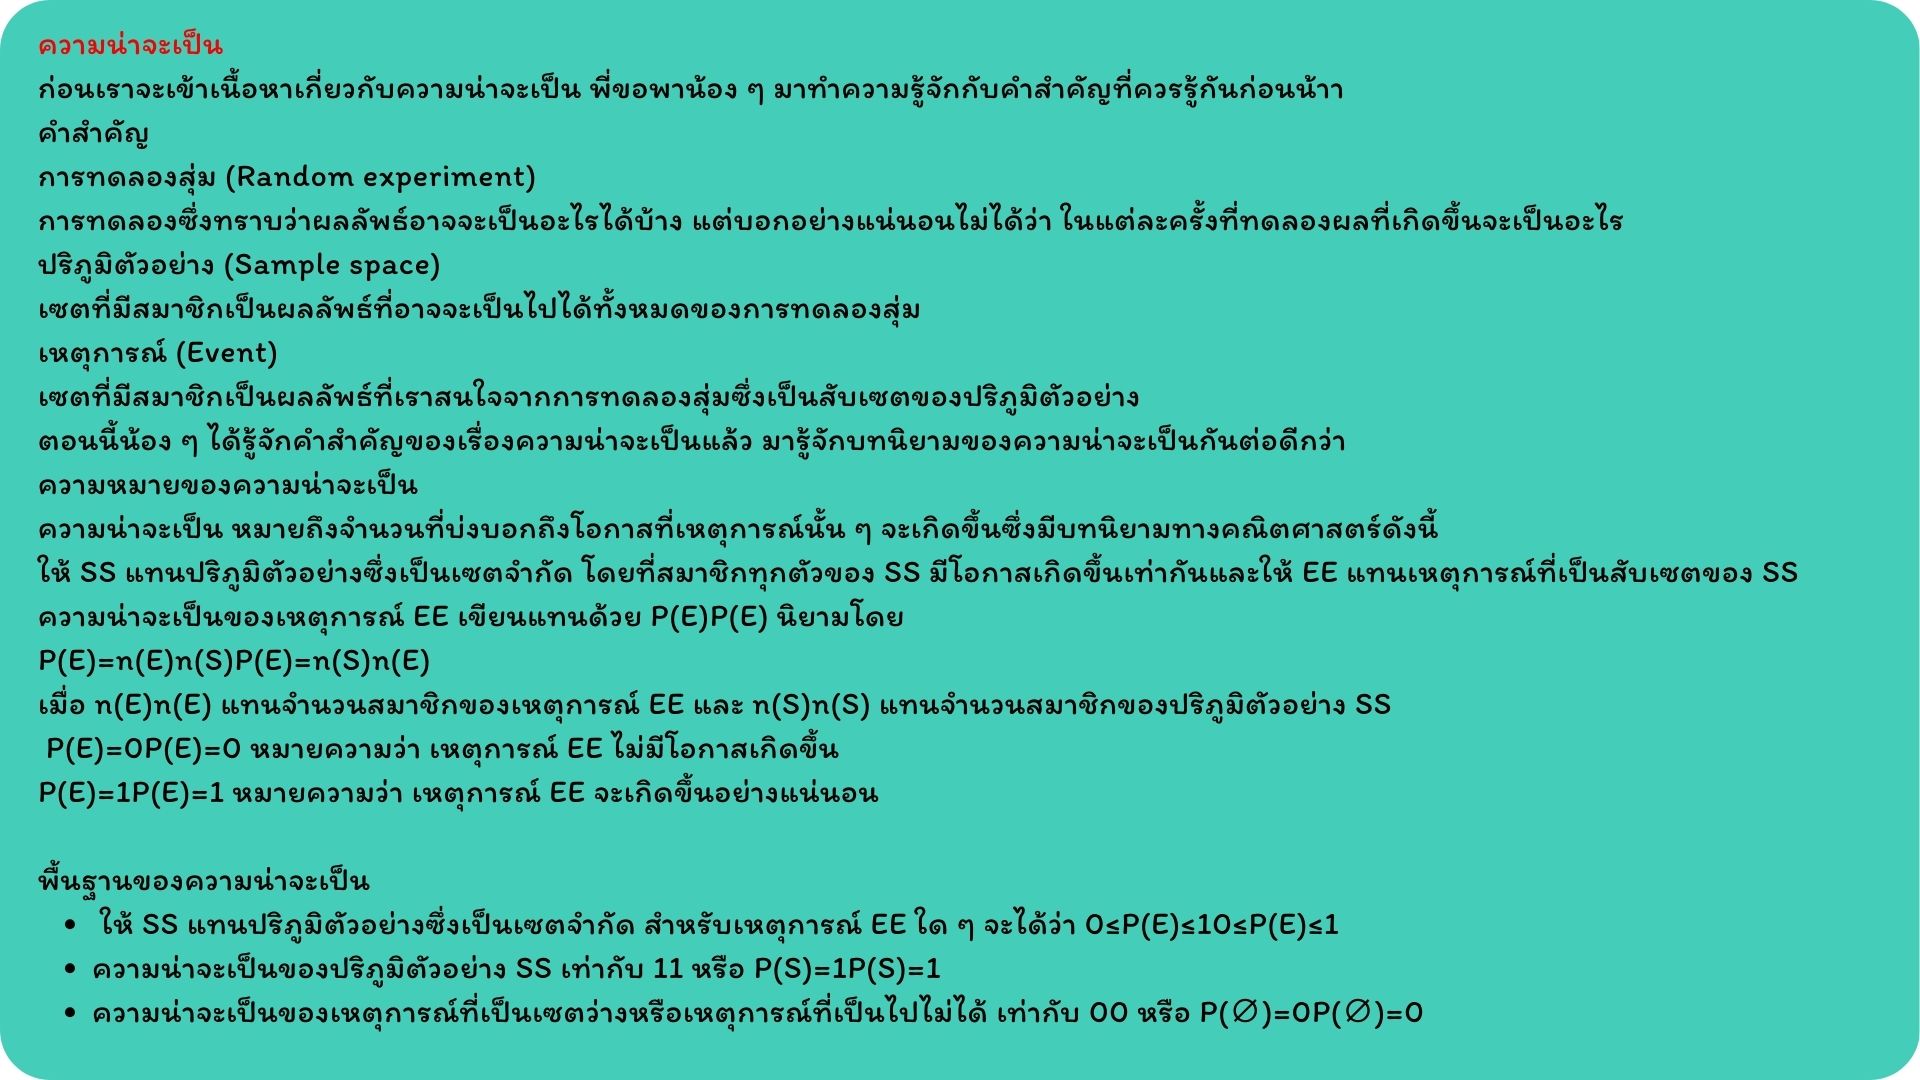 ความน่าจะเป็น
ก่อนเราจะเข้าเนื้อหาเกี่ยวกับความน่าจะเป็น พี่ขอพาน้อง ๆ มาทำความรู้จักกับคำสำคัญที่ควรรู้กันก่อนน้าา
คำสำคัญ
การทดลองสุ่ม (Random experiment)
การทดลองซึ่งทราบว่าผลลัพธ์อาจจะเป็นอะไรได้บ้าง แต่บอกอย่างแน่นอนไม่ได้ว่า ในแต่ละครั้งที่ทดลองผลที่เกิดขึ้นจะเป็นอะไร
ปริภูมิตัวอย่าง (Sample space)
เซตที่มีสมาชิกเป็นผลลัพธ์ที่อาจจะเป็นไปได้ทั้งหมดของการทดลองสุ่ม
เหตุการณ์ (Event)
เซตที่มีสมาชิกเป็นผลลัพธ์ที่เราสนใจจากการทดลองสุ่มซึ่งเป็นสับเซตของปริภูมิตัวอย่าง
ตอนนี้น้อง ๆ ได้รู้จักคำสำคัญของเรื่องความน่าจะเป็นแล้ว มารู้จักบทนิยามของความน่าจะเป็นกันต่อดีกว่า
ความหมายของความน่าจะเป็น
ความน่าจะเป็น หมายถึงจำนวนที่บ่งบอกถึงโอกาสที่เหตุการณ์นั้น ๆ จะเกิดขึ้นซึ่งมีบทนิยามทางคณิตศาสตร์ดังนี้
ให้ SS แทนปริภูมิตัวอย่างซึ่งเป็นเซตจำกัด โดยที่สมาชิกทุกตัวของ SS มีโอกาสเกิดขึ้นเท่ากันและให้ EE แทนเหตุการณ์ที่เป็นสับเซตของ SS
ความน่าจะเป็นของเหตุการณ์ EE เขียนแทนด้วย P(E)P(E) นิยามโดย
P(E)=n(E)n(S)P(E)=n(S)n(E)
เมื่อ n(E)n(E) แทนจำนวนสมาชิกของเหตุการณ์ EE และ n(S)n(S) แทนจำนวนสมาชิกของปริภูมิตัวอย่าง SS
P(E)=0P(E)=0 หมายความว่า เหตุการณ์ EE ไม่มีโอกาสเกิดขึ้น
P(E)=1P(E)=1 หมายความว่า เหตุการณ์ EE จะเกิดขึ้นอย่างแน่นอน
พื้นฐานของความน่าจะเป็น
• ให้ SS แทนปริภูมิตัวอย่างซึ่งเป็นเซตจำกัด สำหรับเหตุการณ์ EE ใด ๆ จะได้ว่า 0≤P(E)≤10≤P(E)≤1
• ความน่าจะเป็นของปริภูมิตัวอย่าง SS เท่ากับ 11 หรือ P(S)=1P(S)=1
• ความน่าจะเป็นของเหตุการณ์ที่เป็นเซตว่างหรือเหตุการณ์ที่เป็นไปไม่ได้ เท่ากับ 00 หรือ P(∅)=0P(∅)=0